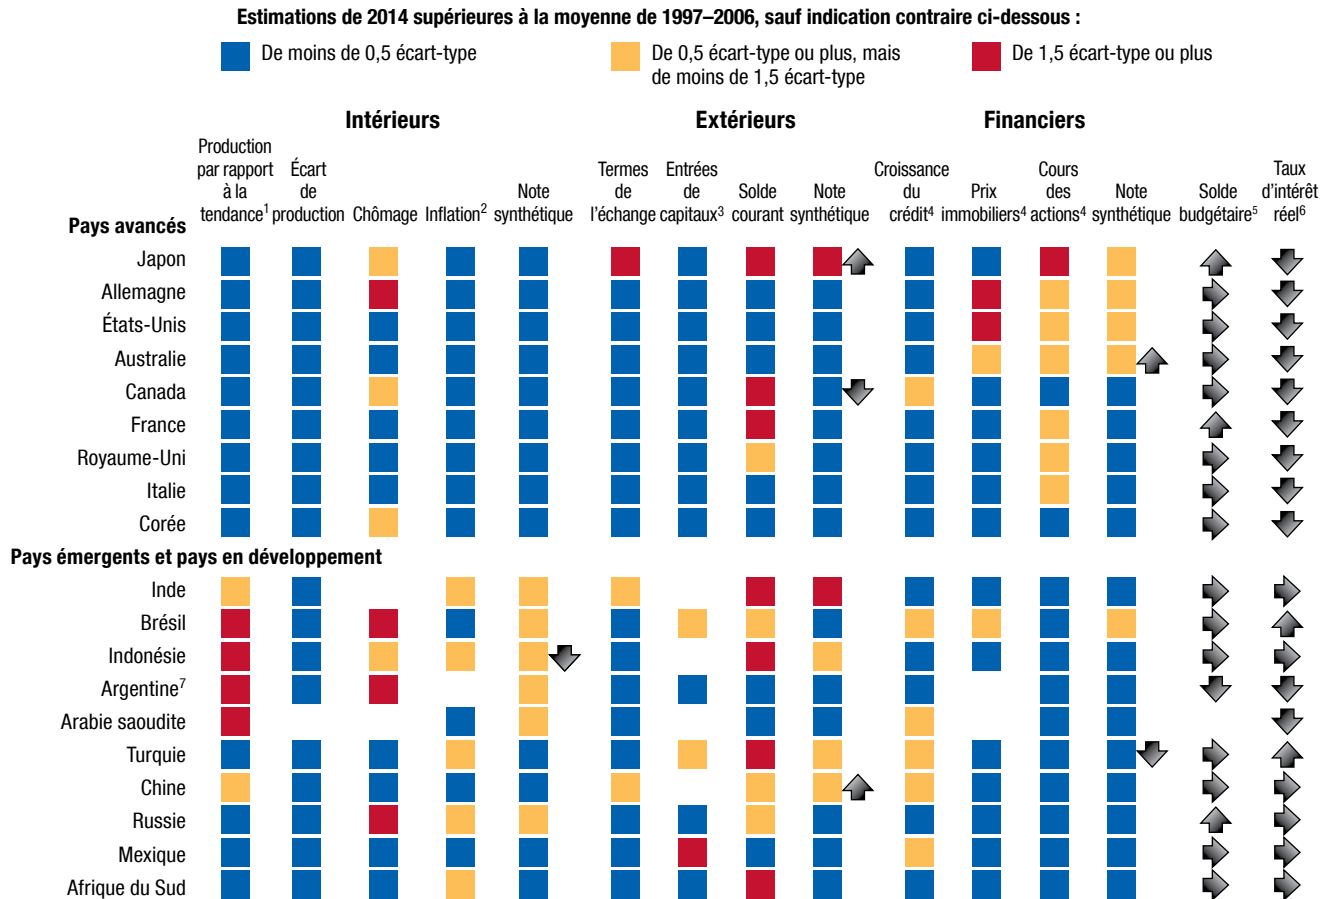 Estimations de 2014 supérieures à la moyenne de 1997–2006, sauf indication contraire ci-dessous :
De moins de 0,5 écart-type
De 0,5 écart-type ou plus, mais
de moins de 1,5 écart-type
De 1,5 écart-type ou plus
Intérieurs
Extérieurs
Financiers
Production
par rapport
à la
tendance1
Écart
de
production
Chômage
Inflation2
Note
synthétique
Termes
de
l'échange
Entrées
de
capitaux3
Solde
courant
Note
synthétique
Croissance
du
crédit4
Prix
immobiliers4
Cours
des
actions4
Note
synthétique
Solde
budgétaire5
Taux
d'intérêt
réel6
Pays avancés
Japon
Allemagne
États-Unis
Australie
Canada
France
Royaume-Uni
Italie
Corée
Pays émergents et pays en développement
Inde
Brésil
Indonésie
Argentine7
Arabie saoudite
Turquie
Chine
Russie
Mexique
Afrique du Sud